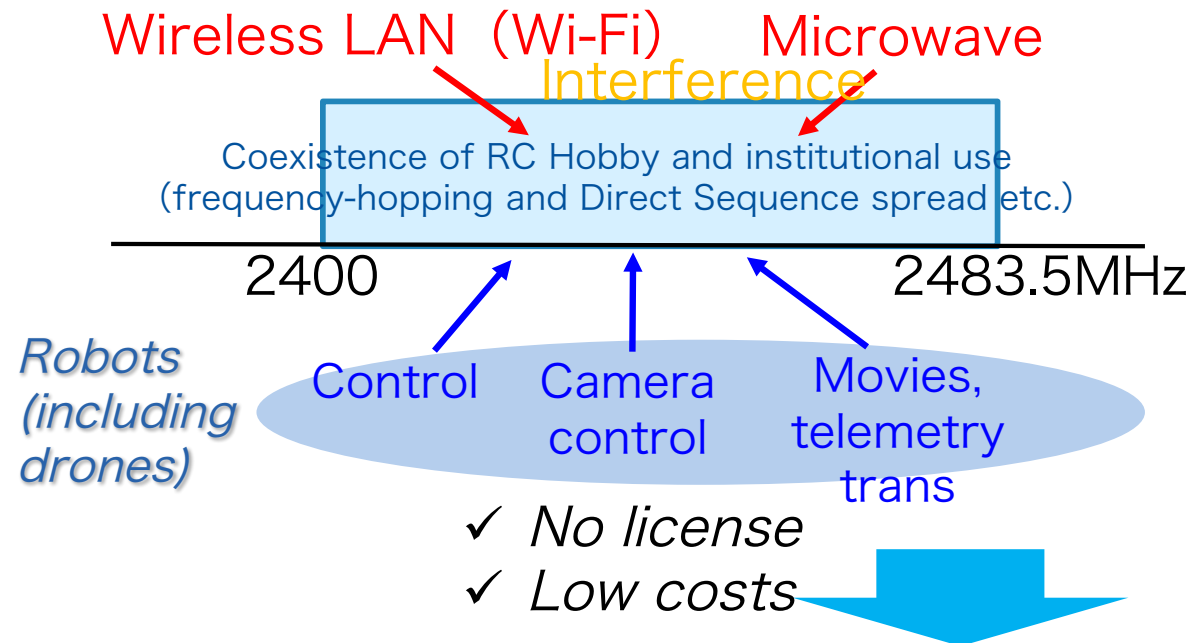 Wireless LAN（Wi-Fi） Microwave
Interference
Coexistence of RC Hobby and institutional use
（frequency-hopping and Direct Sequence spread etc.）
2400 2483.5MHz
Robots
(including
drones)
Control
Camera
control
Movies,
telemetry
trans
✓ No license
✓ Low costs